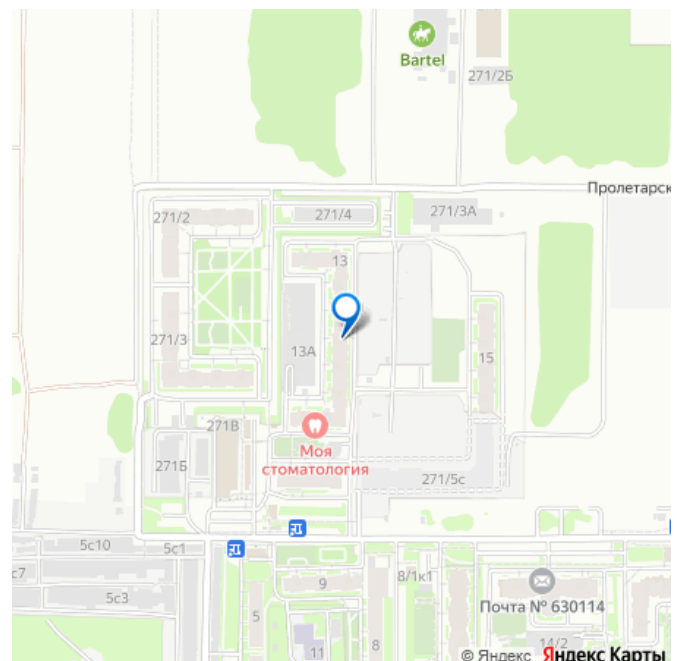 Bartel
271/2Б
Пролетарск
271/2
271/4
271/3А
13
271/3
13А
15
271В
Моя
стоматология
271Б
271/5с
5с10
5с1
с7
5с3
9
8/1к1
5
Почта № 630114
11
8
14/2
© Яндекс Яндекс Карты